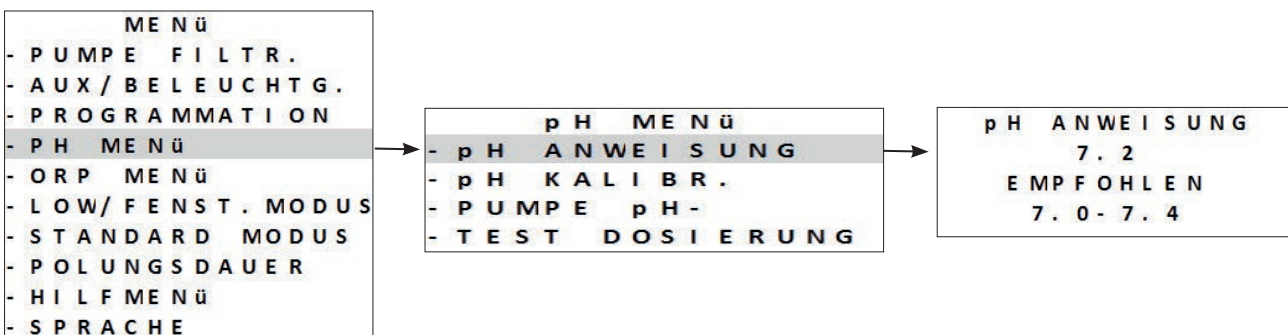 MENü
- PUMPE FILTR.
- AUX/BELEUCHTG.
- PROGRAMMATION
- PH MENü
- ORP MENü
- LOW/FENST.MODUS
- STANDARD MODUS
- POLUNGSDAUER
- HILFMENü
- SPRACHE
pH MENü
- pH ANWEISUNG
- pH KALIBR.
- PUMPE pH-
- TEST DOSIERUNG
pH ANWEISUNG
7.2
EMPFOHLEN
7.0-7.4